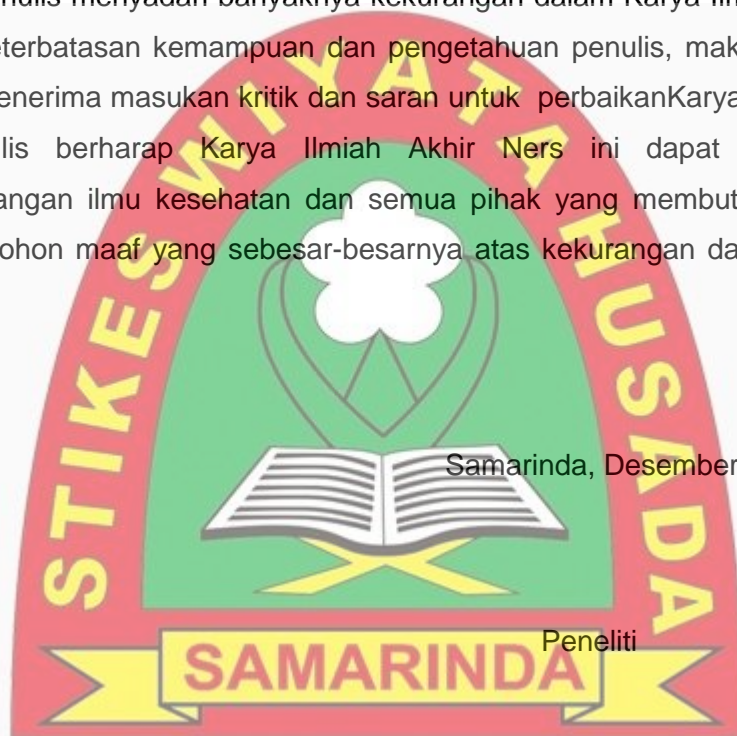 nulis menyadari banyaknya kekurangan dalam Karya Ilm
eterbatasan kemampuan dan pengetahuan penulis, mak
enerima masukan kritik dan saran untuk perbaikanKarya
lis berharap Karya Ilmiah Akhir Ners ini dapat
angan ilmu kesehatan dan semua pihak yang membut
ohon maaf yang sebesar-besarnya atas kekurangan da
STIKES WIYATA HUSADA
Samarinda, Desember
Peneliti
SAMARINDA